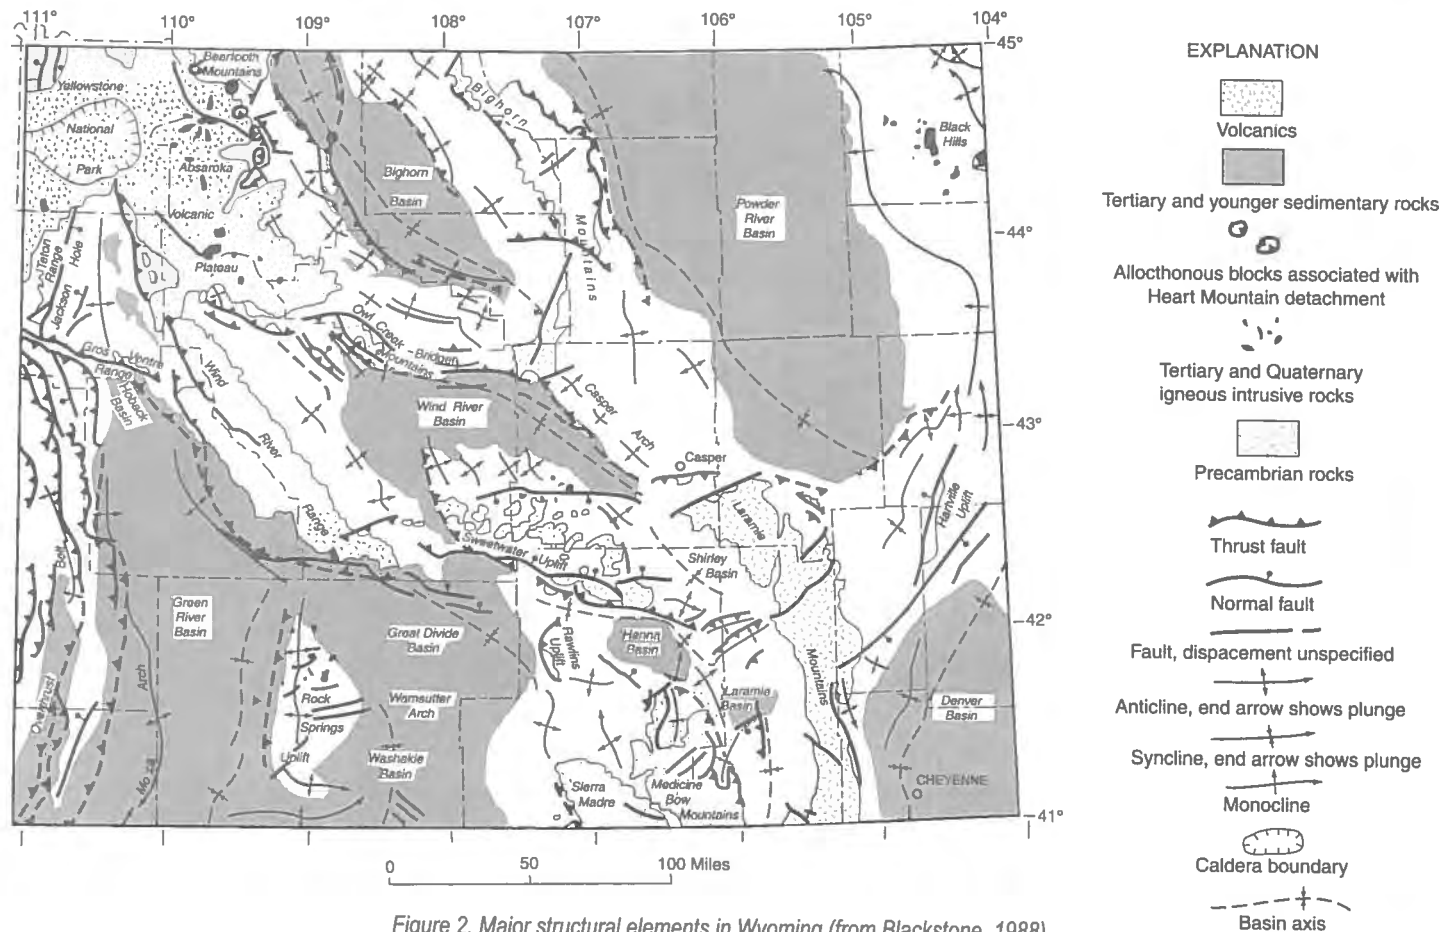 111°
110°
109°
108°
107°
106°
105°
104°
45°
44°
43°
42°
41°
Beartooth
Mountains
Yellowstone
National
Park
Absaroka
Volcanic
Plateau
Teton
Range
Jackson
Hole
Bighorn
Basin
Bighorn
Mountains
Powder
River
Basin
Black
Hills
Owl
Creek
Mountains
Bridger
Gros
Ventre
Range
Hoback
Basin
Wind
River
Range
Wind River
Basin
Casper
Arch
Casper
Laramie
Mountains
Hartville
Uplift
Sweetwater
Uplift
Shirley
Basin
Overthrust
Belt
Green
River
Basin
Arch
Great Divide
Basin
Rawlins
Uplift
Hanna
Basin
Rock
Springs
Uplift
Wamsutter
Arch
Washakie
Basin
Laramie
Basin
Denver
Basin
CHEYENNE
Sierra
Madre
Medicine
Bow
Mountains
0
50
100 Miles
EXPLANATION
Volcanics
Tertiary and younger sedimentary rocks
Allocthonous blocks associated with
Heart Mountain detachment
Tertiary and Quaternary
igneous intrusive rocks
Precambrian rocks
Thrust fault
Normal fault
Fault, dispacement unspecified
Anticline, end arrow shows plunge
Syncline, end arrow shows plunge
Monocline
Caldera boundary
Basin axis
Figure 2. Major structural elements in Wyoming (from Blackstone, 1988)